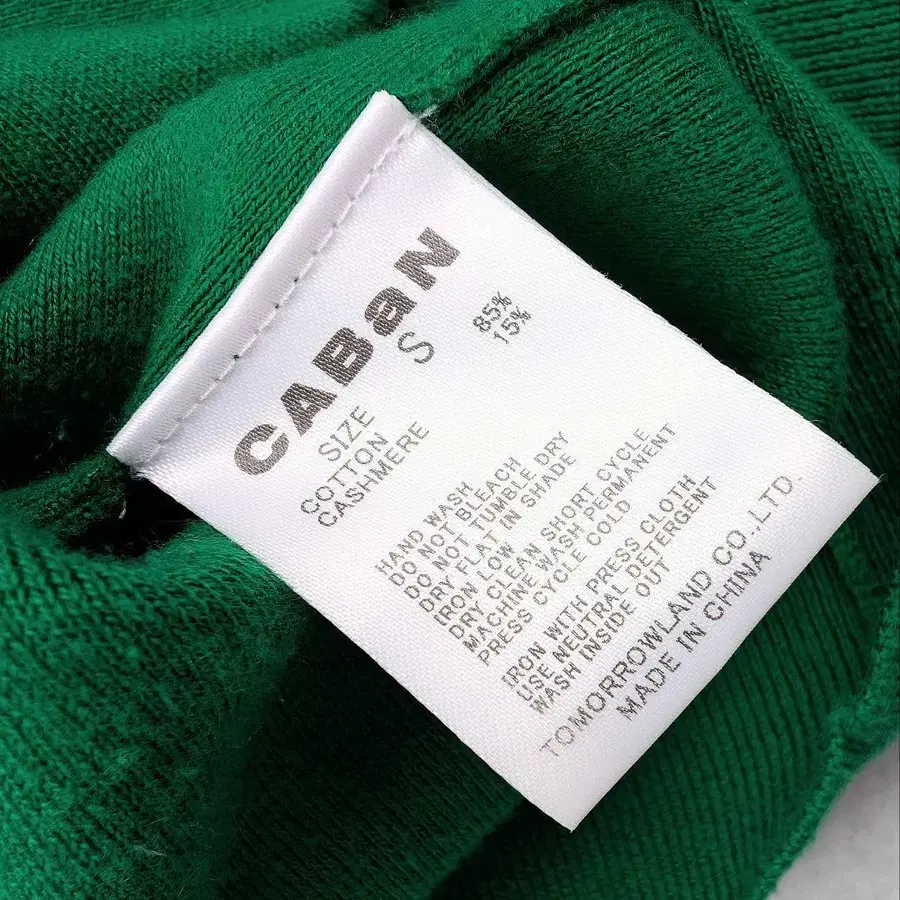 CABaN
SIZE S
COTTON 85%
CASHMERE 15%
HAND WASH
DO NOT BLEACH
DO NOT TUMBLE DRY
DRY FLAT IN SHADE
IRON LOW
DRY CLEAN SHORT CYCLE
MACHINE WASH PERMANENT
PRESS CYCLE COLD
IRON WITH PRESS CLOTH
USE NEUTRAL DETERGENT
WASH INSIDE OUT
TOMORROWLAND CO.,LTD.
MADE IN CHINA